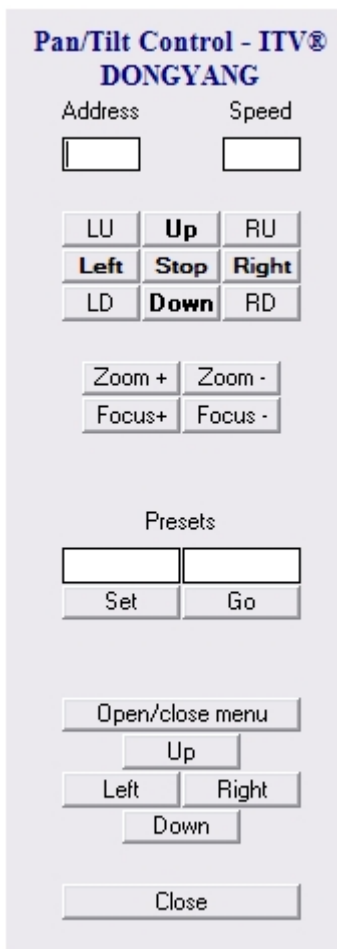 Pan/Tilt Control - ITV®
DONGYANG
Address Speed
LU Up RU
Left Stop Right
LD Down RD
Zoom + Zoom -
Focus+ Focus -
Presets
Set Go
Open/close menu
Up
Left Right
Down
Close